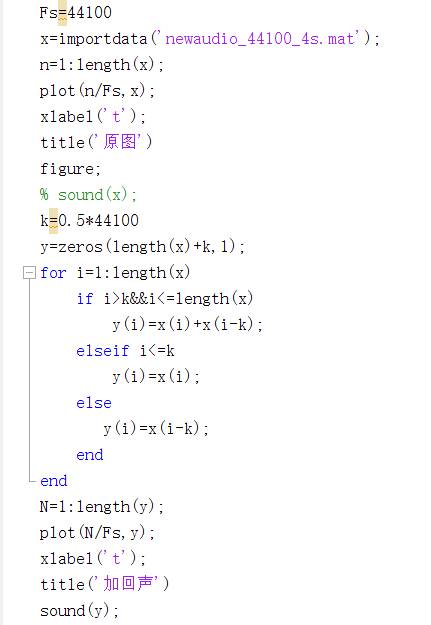 Fs=44100
x=importdata('newaudio_44100_4s.mat');
n=1:length(x);
plot(n/Fs,x);
xlabel('t');
title('原图')
figure;
% sound(x);
k=0.5*44100
y=zeros(length(x)+k,1);
for i=1:length(x)
if i>k&&i<=length(x)
y(i)=x(i)+x(i-k);
elseif i<=k
y(i)=x(i);
else
y(i)=x(i-k);
end
end
N=1:length(y);
plot(N/Fs,y);
xlabel('t');
title('加回声')
sound(y);